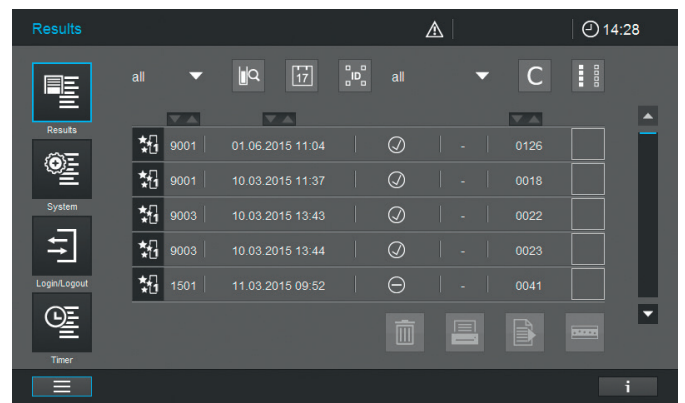 Results
14:28
all
17
ID
all
C
Results
9001 01.06.2015 11:04 - 0126
9001 10.03.2015 11:37 - 0018
System
9003 10.03.2015 13:43 - 0022
9003 10.03.2015 13:44 - 0023
Login/Logout
1501 11.03.2015 09:52 - 0041
Timer
i